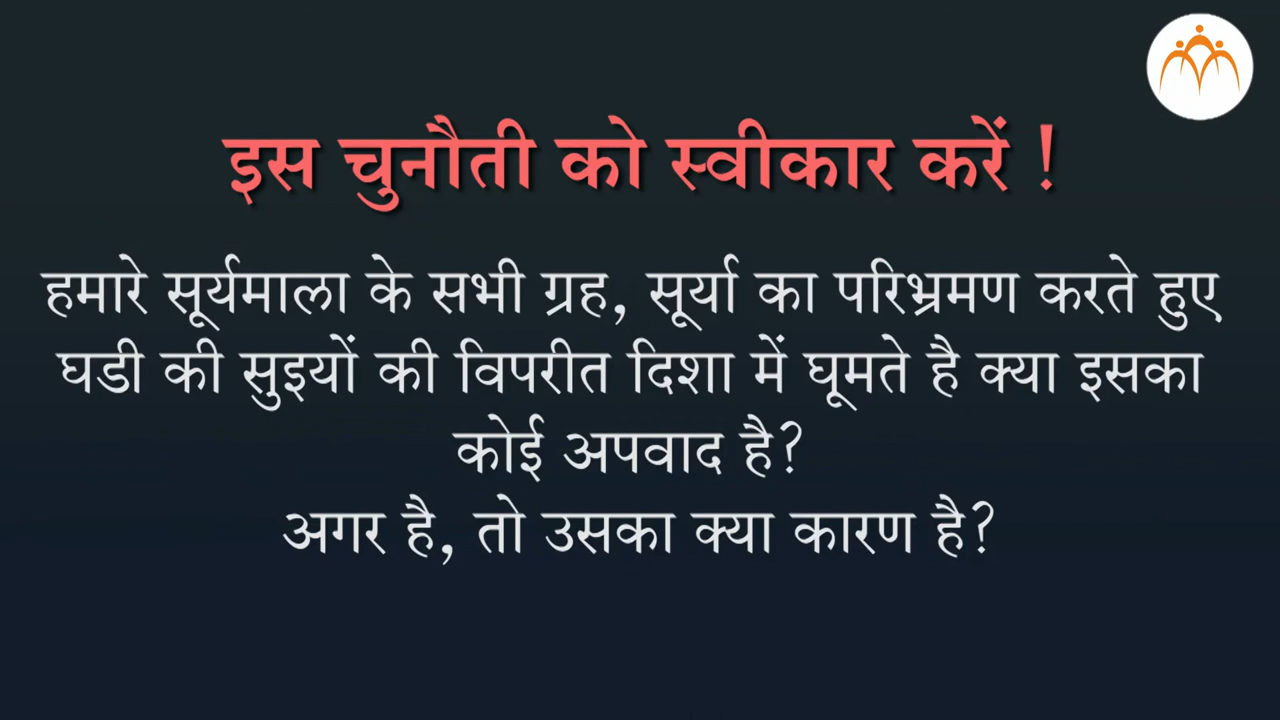 इस चुनौती को स्वीकार करें !
हमारे सूर्यमाला के सभी ग्रह, सूर्या का परिभ्रमण करते हुए
घडी की सुइयों की विपरीत दिशा में घूमते है क्या इसका
कोई अपवाद है?
अगर है, तो उसका क्या कारण है?